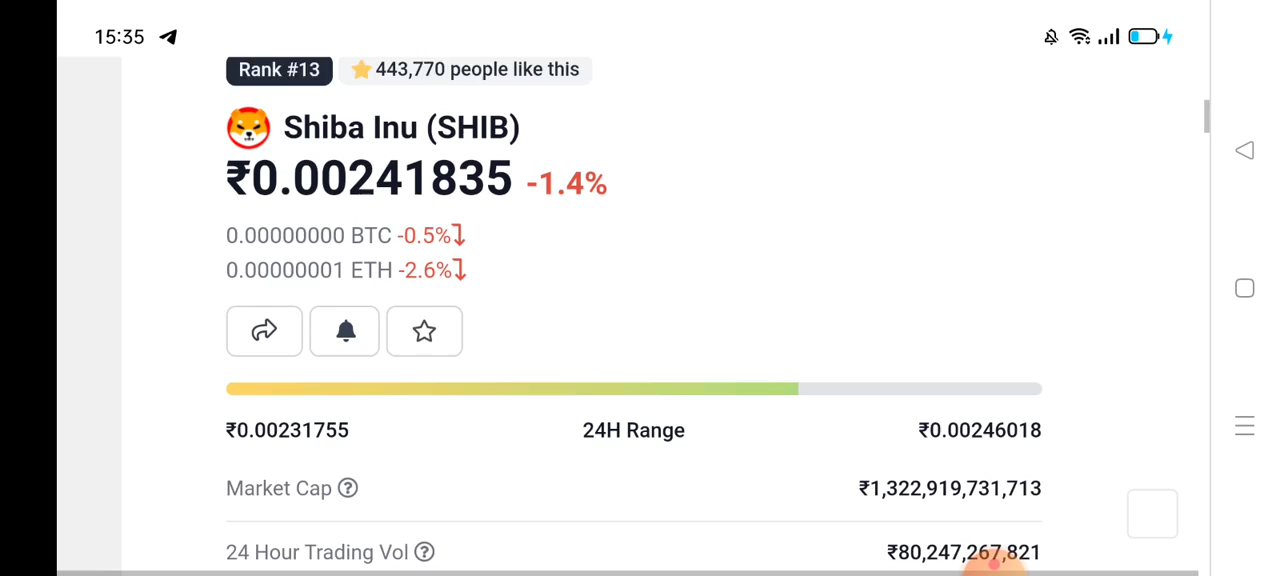 15:35
Rank #13 443,770 people like this
Shiba Inu (SHIB)
₹0.00241835 -1.4%
0.00000000 BTC -0.5%
0.00000001 ETH -2.6%
₹0.00231755 24H Range ₹0.00246018
Market Cap ? ₹1,322,919,731,713
24 Hour Trading Vol ? ₹80,247,267,821